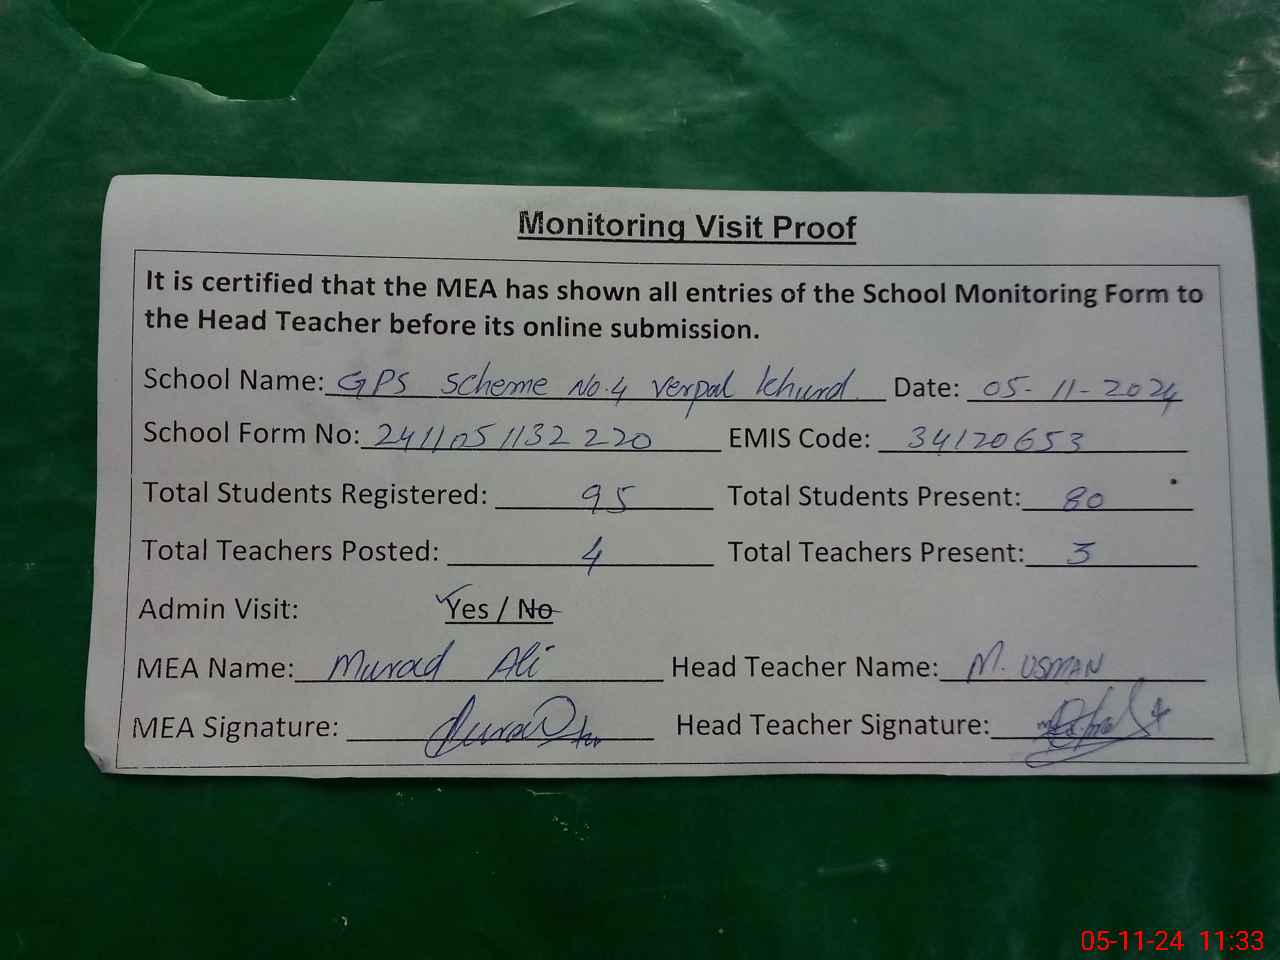 Monitoring Visit Proof
It is certified that the MEA has shown all entries of the School Monitoring Form to
the Head Teacher before its online submission.
School Name: GPS Scheme No.4 Verpal Khurd Date: 05-11-2024
School Form No: 2411051132220 EMIS Code: 34120653
Total Students Registered: 95 Total Students Present: 80
Total Teachers Posted: 4 Total Teachers Present: 3
Admin Visit: Yes / No
MEA Name: Murad Ali Head Teacher Name: M. USMAN
MEA Signature: Head Teacher Signature:
05-11-24 11:33